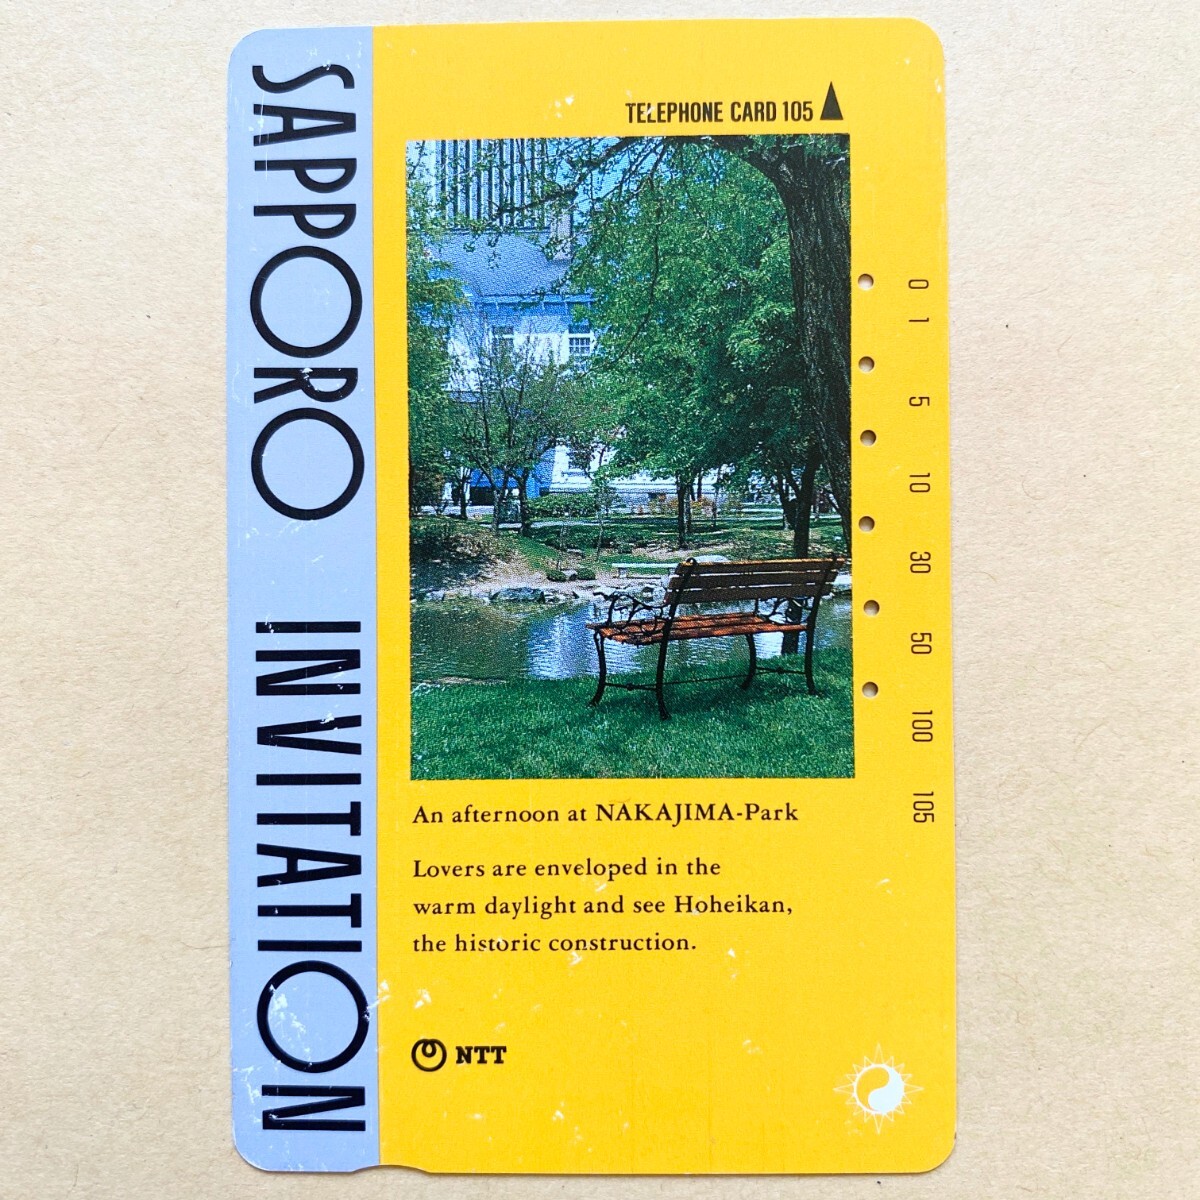 SAPPORO INVITATION
TELEPHONE CARD 105
0
1
5
10
30
50
100
105
An afternoon at NAKAJIMA-Park
Lovers are enveloped in the
warm daylight and see Hoheikan,
the historic construction.
NTT